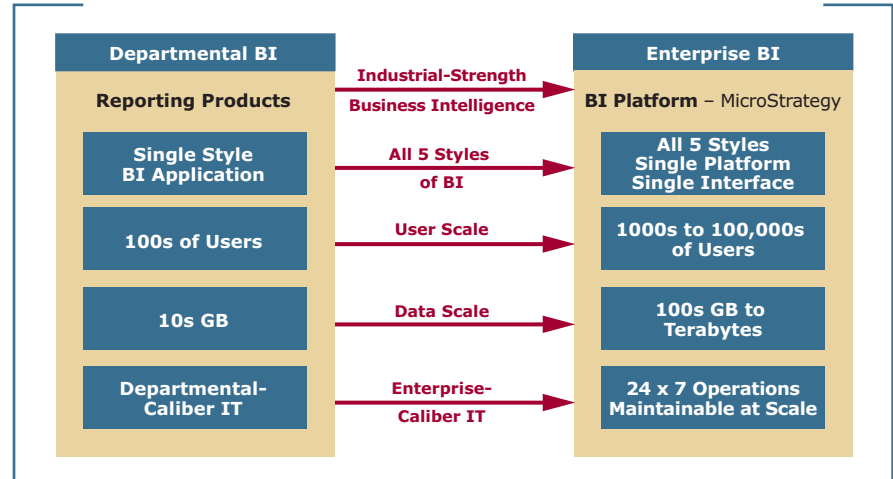 Departmental BI
Enterprise BI
Reporting Products
Industrial-Strength
Business Intelligence
BI Platform – MicroStrategy
Single Style
BI Application
All 5 Styles
of BI
All 5 Styles
Single Platform
Single Interface
100s of Users
User Scale
1000s to 100,000s
of Users
10s GB
Data Scale
100s GB to
Terabytes
Departmental-
Caliber IT
Enterprise-
Caliber IT
24 x 7 Operations
Maintainable at Scale